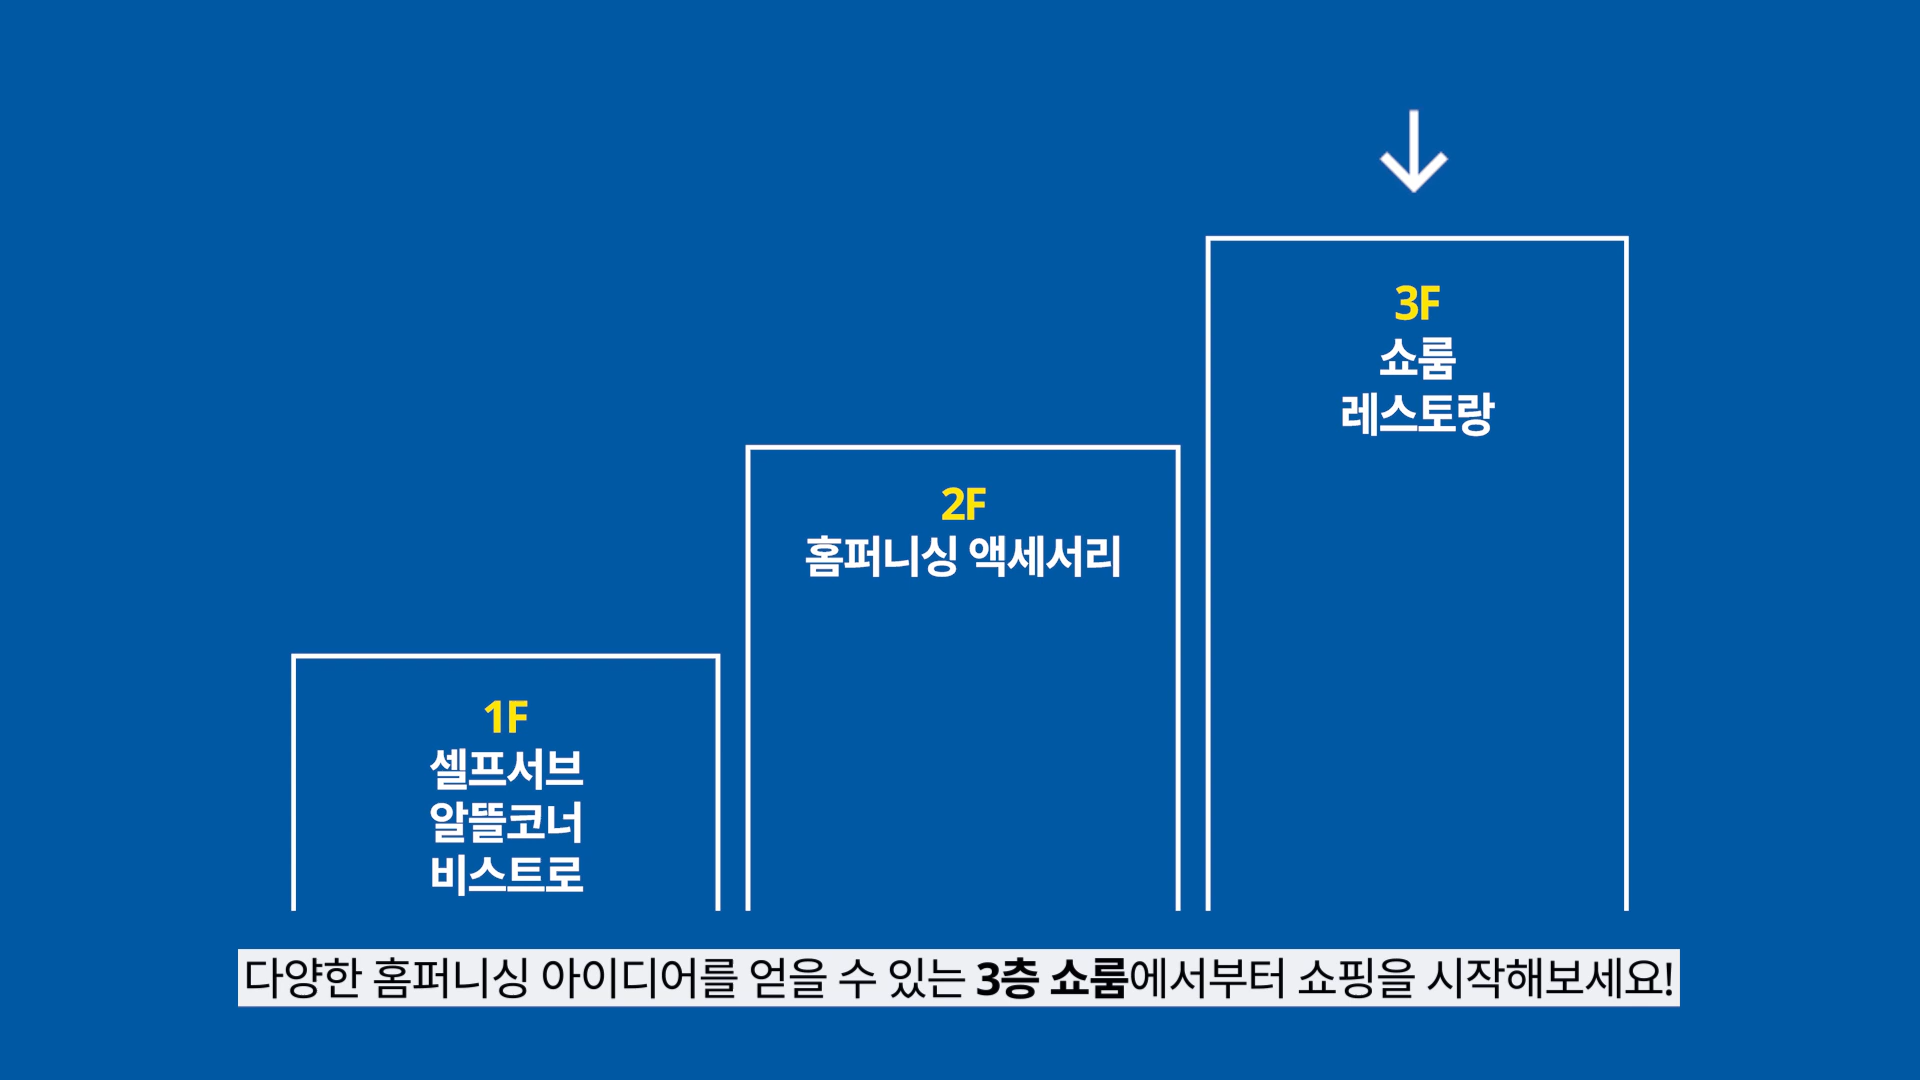 3F
쇼룸
레스토랑
2F
홈퍼니싱 액세서리
1F
셀프서브
알뜰코너
비스트로
다양한 홈퍼니싱 아이디어를 얻을 수 있는 3층 쇼룸에서부터 쇼핑을 시작해보세요!